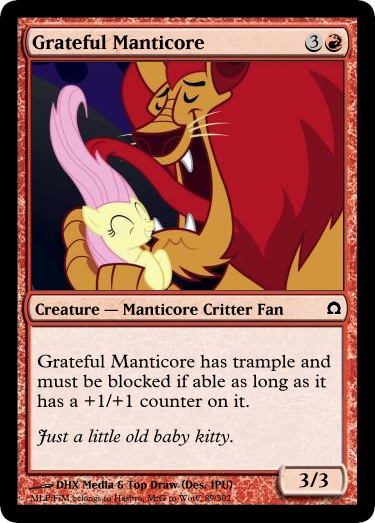 Grateful Manticore 3
Creature — Manticore Critter Fan Ω
Grateful Manticore has trample and
must be blocked if able as long as it
has a +1/+1 counter on it.
Just a little old baby kitty.
DHX Media & Top Draw (Des. IPU)
MLP:FiM belongs to Hasbro, M:tG to WotC, 89/302
3/3